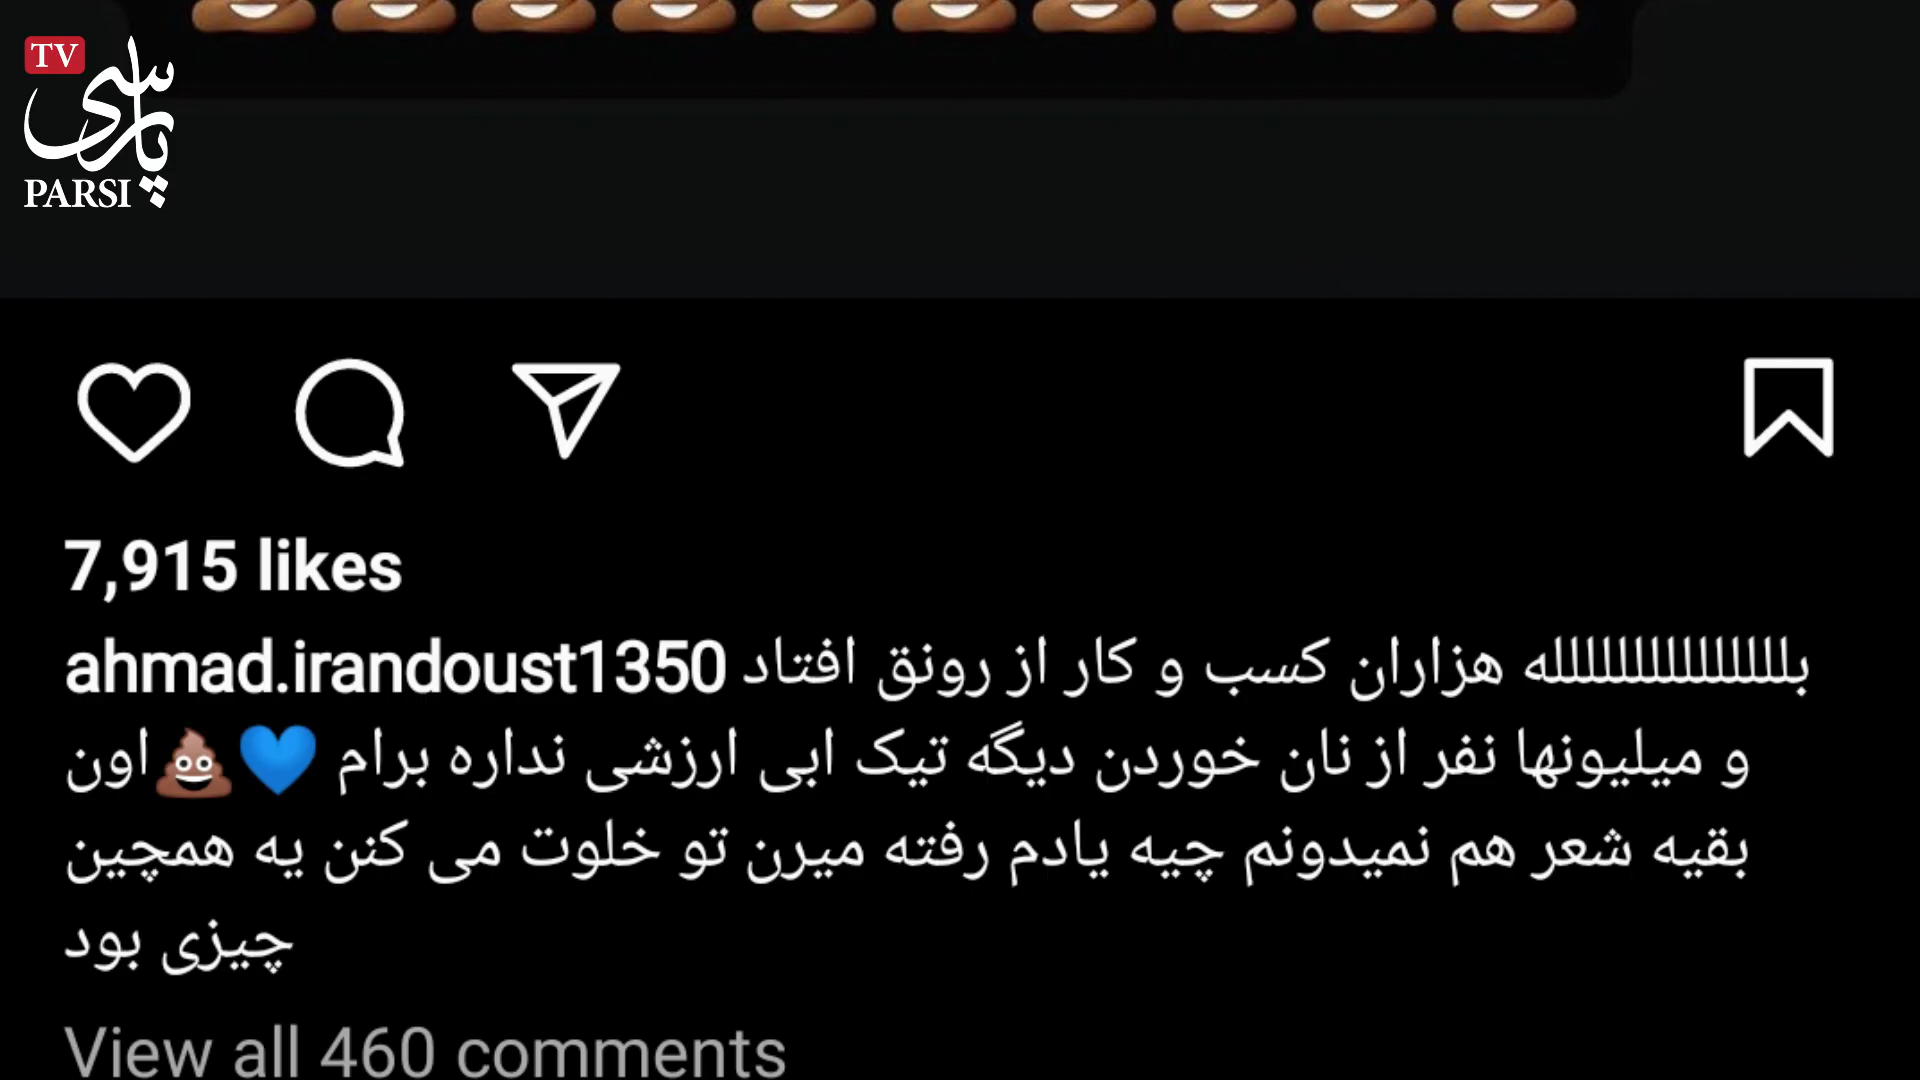 TV
پارسی
PARSI
7,915 likes
ahmad.irandoust1350 بللللللللللللللللله هزاران کسب و کار از رونق افتاد
و میلیونها نفر از نان خوردن دیگه تیک ابی ارزشی نداره برام 💙💩اون
بقیه شعر هم نمیدونم چیه یادم رفته میرن تو خلوت می کنن یه همچین
چیزی بود
View all 460 comments